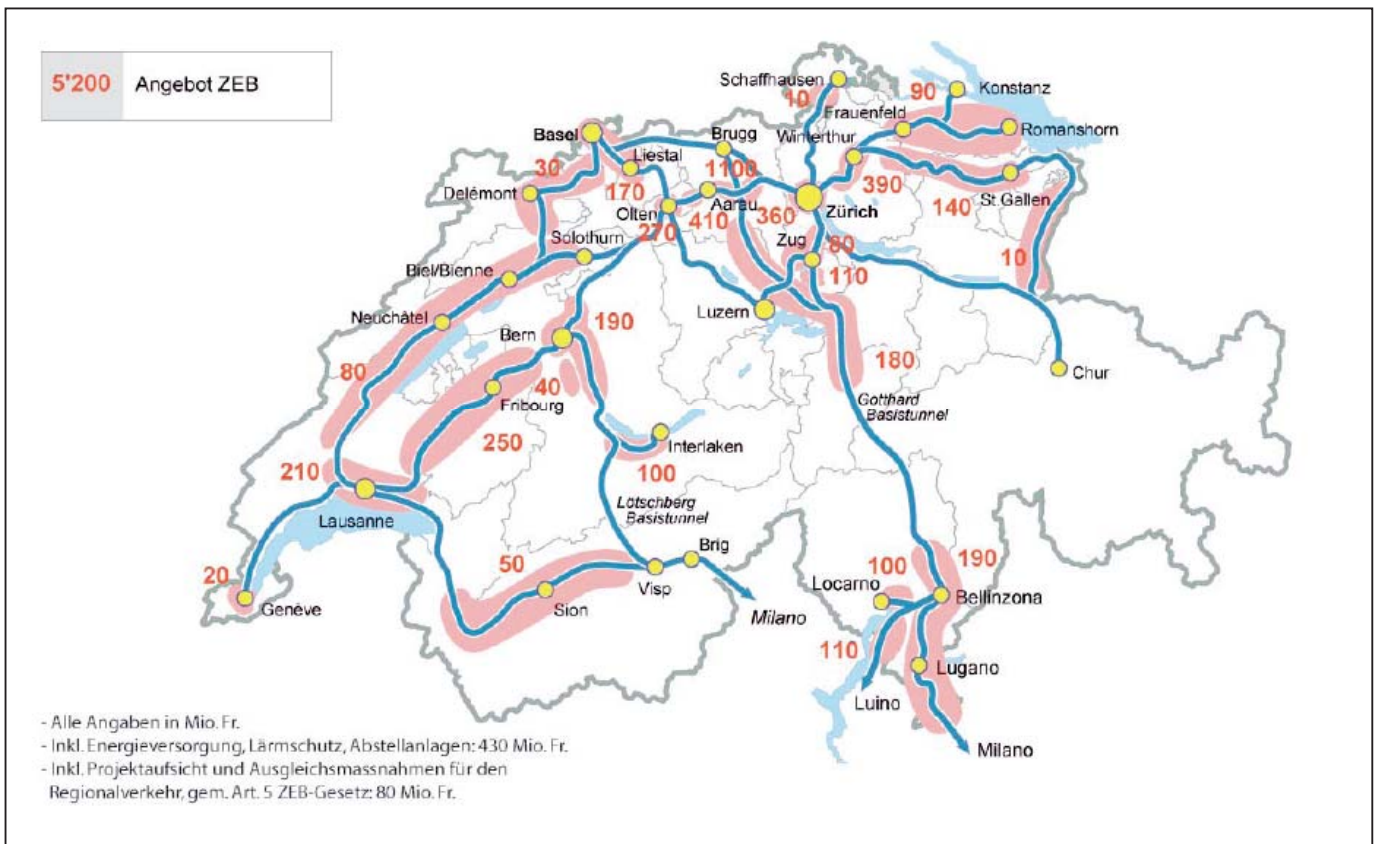 5'200 Angebot ZEB
Schaffhausen
10
90
Konstanz
Frauenfeld
Romanshorn
Basel
Brugg
Winterthur
Liestal
30
1100
390
Delémont
170
Aarau
St.Gallen
140
Olten
410
360
Zürich
270
Solothurn
Zug
80
10
Biel/Bienne
110
Neuchâtel
Luzern
Bern
190
180
80
Chur
40
Gotthard
Basistunnel
Fribourg
250
Interlaken
210
100
Lötschberg
Basistunnel
Lausanne
Brig
50
100
190
20
Visp
Locarno
Genève
Sion
Bellinzona
Milano
110
Lugano
Luino
Milano
- Alle Angaben in Mio. Fr.
- Inkl. Energieversorgung, Lärmschutz, Abstellanlagen: 430 Mio. Fr.
- Inkl. Projektaufsicht und Ausgleichsmassnahmen für den
Regionalverkehr, gem. Art. 5 ZEB-Gesetz: 80 Mio. Fr.